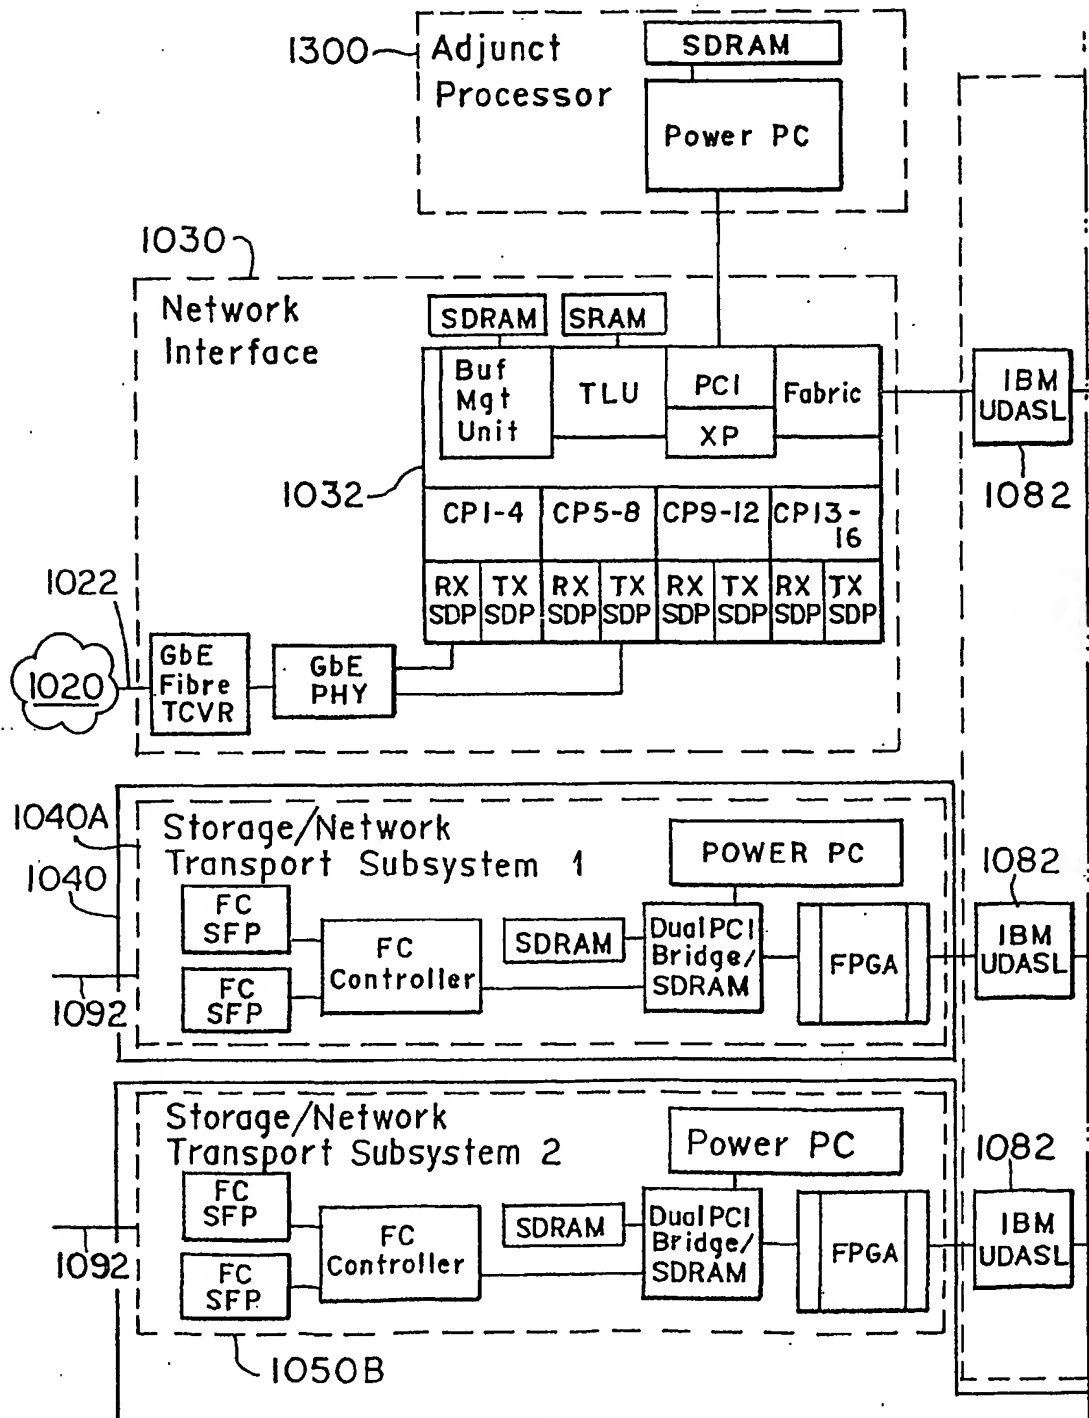 1300
Adjunct
Processor
SDRAM
Power PC
1030
Network
Interface
SDRAM
SRAM
Buf
Mgt
Unit
TLU
PCI
XP
Fabric
IBM
UDASL
1082
1032
CP1-4
CP5-8
CP9-12
CP13-
16
RX
SDP
TX
SDP
RX
SDP
TX
SDP
RX
SDP
TX
SDP
RX
SDP
TX
SDP
1022
1020
GbE
Fibre
TCVR
GbE
PHY
1040A
1040
1092
Storage/Network
Transport Subsystem 1
FC
SFP
FC
SFP
FC
Controller
SDRAM
POWER PC
Dual PCI
Bridge/
SDRAM
FPGA
1082
IBM
UDASL
Storage/Network
Transport Subsystem 2
1092
FC
SFP
FC
SFP
FC
Controller
SDRAM
Power PC
Dual PCI
Bridge/
SDRAM
FPGA
1082
IBM
UDASL
1050B